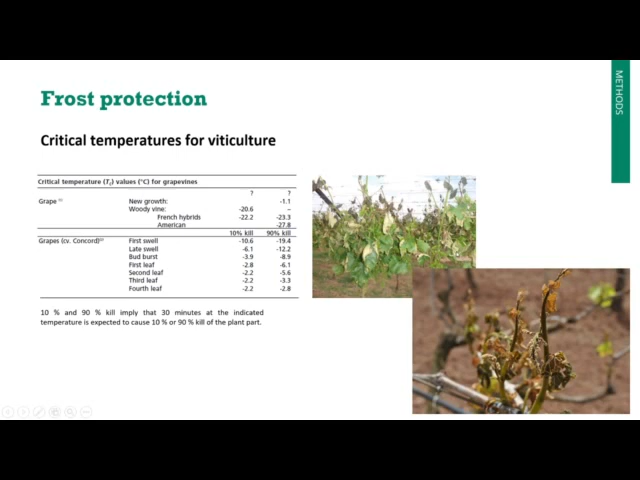 METHODS
Frost protection
Critical temperatures for viticulture
Critical temperature (Tc) values (°C) for grapevines
? ?
Grape New growth: -1.1
Woody vine: -20.6 –
French hybrids -22.2 -23.3
American -27.8
10% kill 90% kill
Grapes (cv. Concord) First swell -10.6 -19.4
Late swell -6.1 -12.2
Bud burst -3.9 -8.9
First leaf -2.8 -6.1
Second leaf -2.2 -5.6
Third leaf -2.2 -3.3
Fourth leaf -2.2 -2.8
10 % and 90 % kill imply that 30 minutes at the indicated
temperature is expected to cause 10 % or 90 % kill of the plant part.